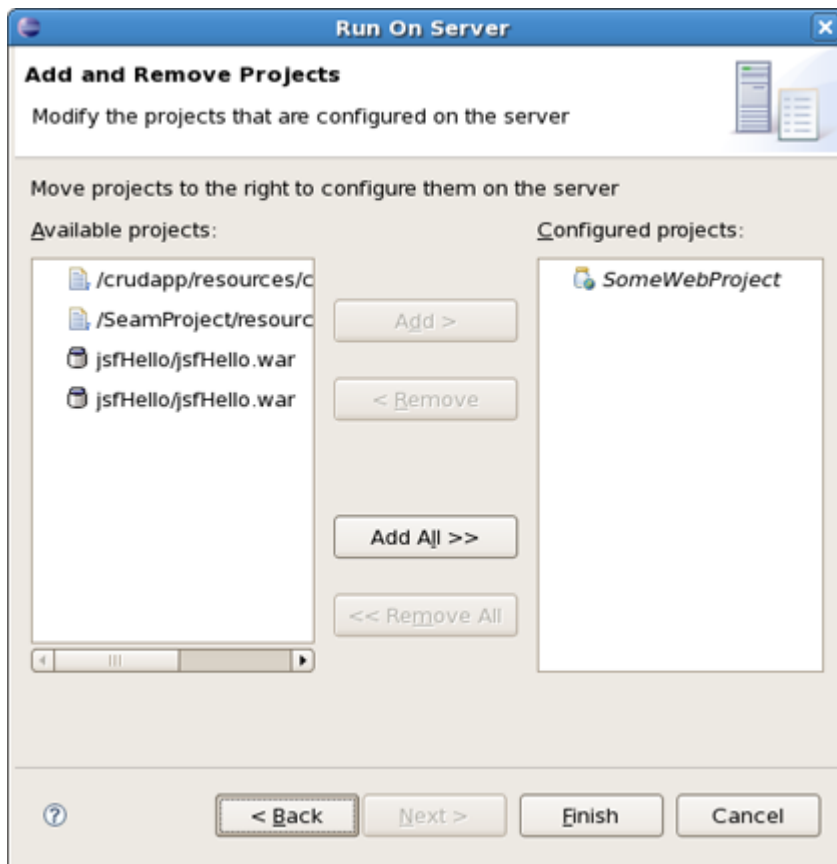 Run On Server
Add and Remove Projects
Modify the projects that are configured on the server
Move projects to the right to configure them on the server
Available projects:
Configured projects:
/crudapp/resources/c
/SeamProject/resourc
jsfHello/jsfHello.war
jsfHello/jsfHello.war
Add >
< Remove
Add All >>
<< Remove All
SomeWebProject
< Back
Next >
Finish
Cancel